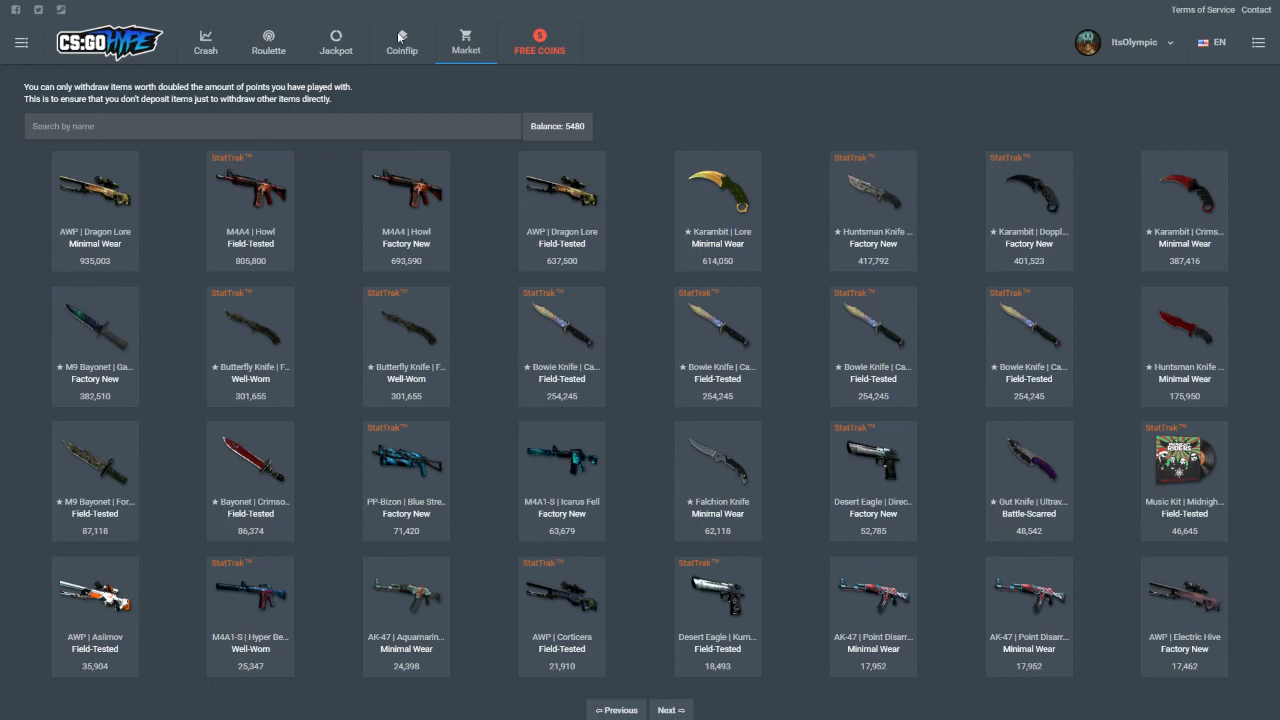 Terms of Service Contact
CS:GO HYPE
Crash
Roulette
Jackpot
Coinflip
Market
FREE COINS
ItsOlympic
EN
You can only withdraw items worth doubled the amount of points you have played with.
This is to ensure that you don't deposit items just to withdraw other items directly.
Search by name
Balance: 5480
AWP | Dragon Lore
Minimal Wear
935,003
StatTrak™
M4A4 | Howl
Field-Tested
805,800
M4A4 | Howl
Factory New
693,590
AWP | Dragon Lore
Field-Tested
637,500
★ Karambit | Lore
Minimal Wear
614,050
StatTrak™
★ Huntsman Knife ...
Factory New
417,792
StatTrak™
★ Karambit | Doppl...
Factory New
401,523
★ Karambit | Crims...
Minimal Wear
387,416
★ M9 Bayonet | Ga...
Factory New
382,510
StatTrak™
★ Butterfly Knife | F...
Well-Worn
301,655
StatTrak™
★ Butterfly Knife | F...
Well-Worn
301,655
StatTrak™
★ Bowie Knife | Ca...
Field-Tested
254,245
StatTrak™
★ Bowie Knife | Ca...
Field-Tested
254,245
StatTrak™
★ Bowie Knife | Ca...
Field-Tested
254,245
StatTrak™
★ Bowie Knife | Ca...
Field-Tested
254,245
★ Huntsman Knife ...
Minimal Wear
175,950
★ M9 Bayonet | For...
Field-Tested
87,118
★ Bayonet | Crimso...
Field-Tested
86,374
StatTrak™
PP-Bizon | Blue Stre...
Factory New
71,420
M4A1-S | Icarus Fell
Factory New
63,679
★ Falchion Knife
Minimal Wear
62,118
StatTrak™
Desert Eagle | Direc...
Factory New
52,785
★ Gut Knife | Ultrav...
Battle-Scarred
48,542
StatTrak™
Music Kit | Midnigh...
Field-Tested
46,645
AWP | Asiimov
Field-Tested
35,904
StatTrak™
M4A1-S | Hyper Be...
Well-Worn
25,347
AK-47 | Aquamarin...
Minimal Wear
24,398
StatTrak™
AWP | Corticera
Field-Tested
21,910
StatTrak™
Desert Eagle | Kum...
Field-Tested
18,493
AK-47 | Point Disarr...
Minimal Wear
17,952
AK-47 | Point Disarr...
Minimal Wear
17,952
AWP | Electric Hive
Factory New
17,462
⇦ Previous
Next ⇨